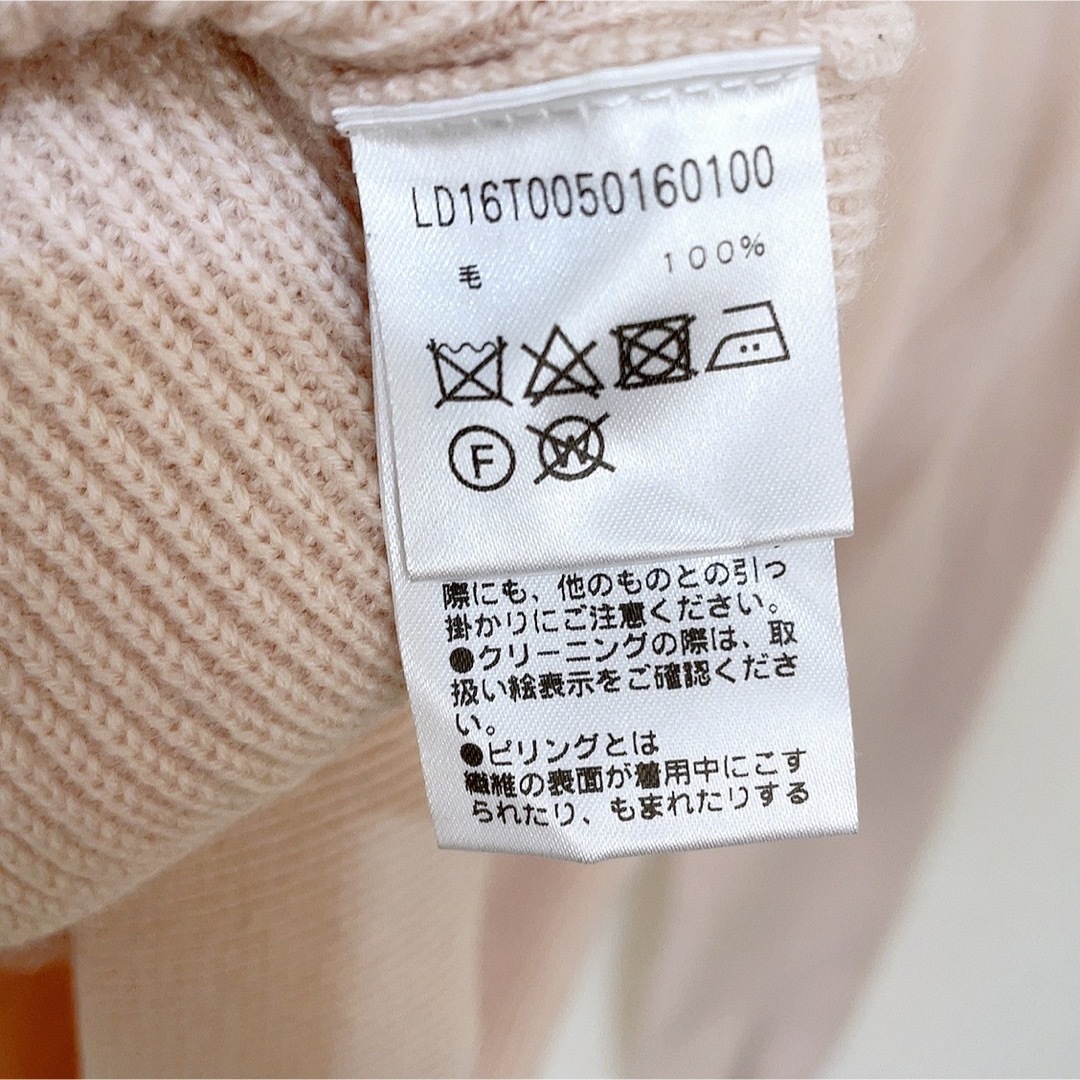 LD16T0050160100
毛 100%
F W
際にも、他のものとの引っ
掛かりにご注意ください。
●クリーニングの際は、取
扱い絵表示をご確認くださ
い。
●ピリングとは
繊維の表面が着用中にこす
られたり、もまれたりする